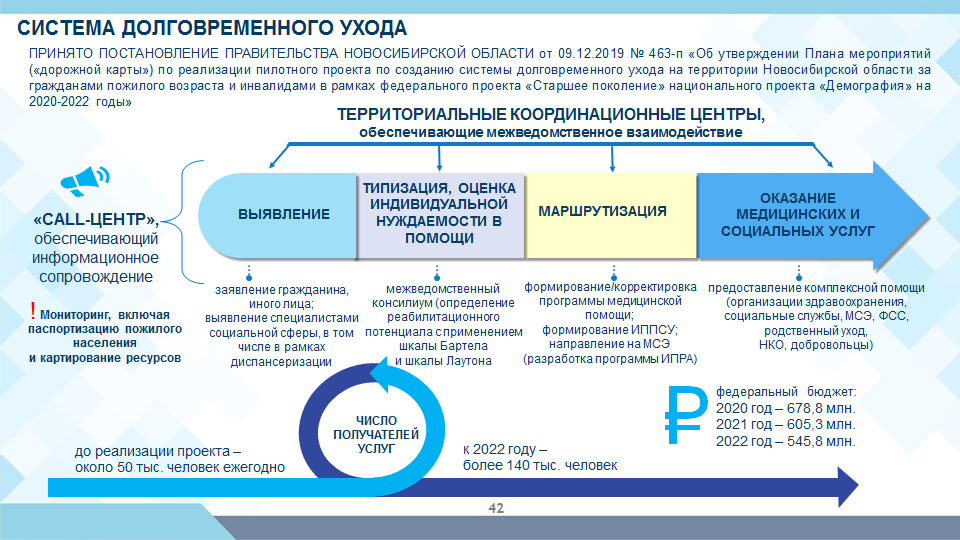 СИСТЕМА ДОЛГОВРЕМЕННОГО УХОДА
ПРИНЯТО ПОСТАНОВЛЕНИЕ ПРАВИТЕЛЬСТВА НОВОСИБИРСКОЙ ОБЛАСТИ от 09.12.2019 № 463-п «Об утверждении Плана мероприятий
(«дорожной карты») по реализации пилотного проекта по созданию системы долговременного ухода на территории Новосибирской области за
гражданами пожилого возраста и инвалидами в рамках федерального проекта «Старшее поколение» национального проекта «Демография» на
2020-2022 годы»
ТЕРРИТОРИАЛЬНЫЕ КООРДИНАЦИОННЫЕ ЦЕНТРЫ,
обеспечивающие межведомственное взаимодействие
«CALL-ЦЕНТР»,
обеспечивающий
информационное
сопровождение
! Мониторинг, включая
паспортизацию пожилого
населения
и картирование ресурсов
ВЫЯВЛЕНИЕ
ТИПИЗАЦИЯ, ОЦЕНКА
ИНДИВИДУАЛЬНОЙ
НУЖДАЕМОСТИ В
ПОМОЩИ
МАРШРУТИЗАЦИЯ
ОКАЗАНИЕ
МЕДИЦИНСКИХ И
СОЦИАЛЬНЫХ УСЛУГ
заявление гражданина,
иного лица;
выявление специалистами
социальной сферы, в том
числе в рамках
диспансеризации
межведомственный
консилиум (определение
реабилитационного
потенциала с применением
шкалы Бартела
и шкалы Лаутона
формирование/корректировка
программы медицинской
помощи;
формирование ИППСУ;
направление на МСЭ
(разработка программы ИПРА)
предоставление комплексной помощи
(организации здравоохранения,
социальные службы, МСЭ, ФСС,
родственный уход,
НКО, добровольцы)
ЧИСЛО
ПОЛУЧАТЕЛЕЙ
УСЛУГ
до реализации проекта –
около 50 тыс. человек ежегодно
к 2022 году –
более 140 тыс. человек
₽
федеральный бюджет:
2020 год – 678,8 млн.
2021 год – 605,3 млн.
2022 год – 545,8 млн.
42